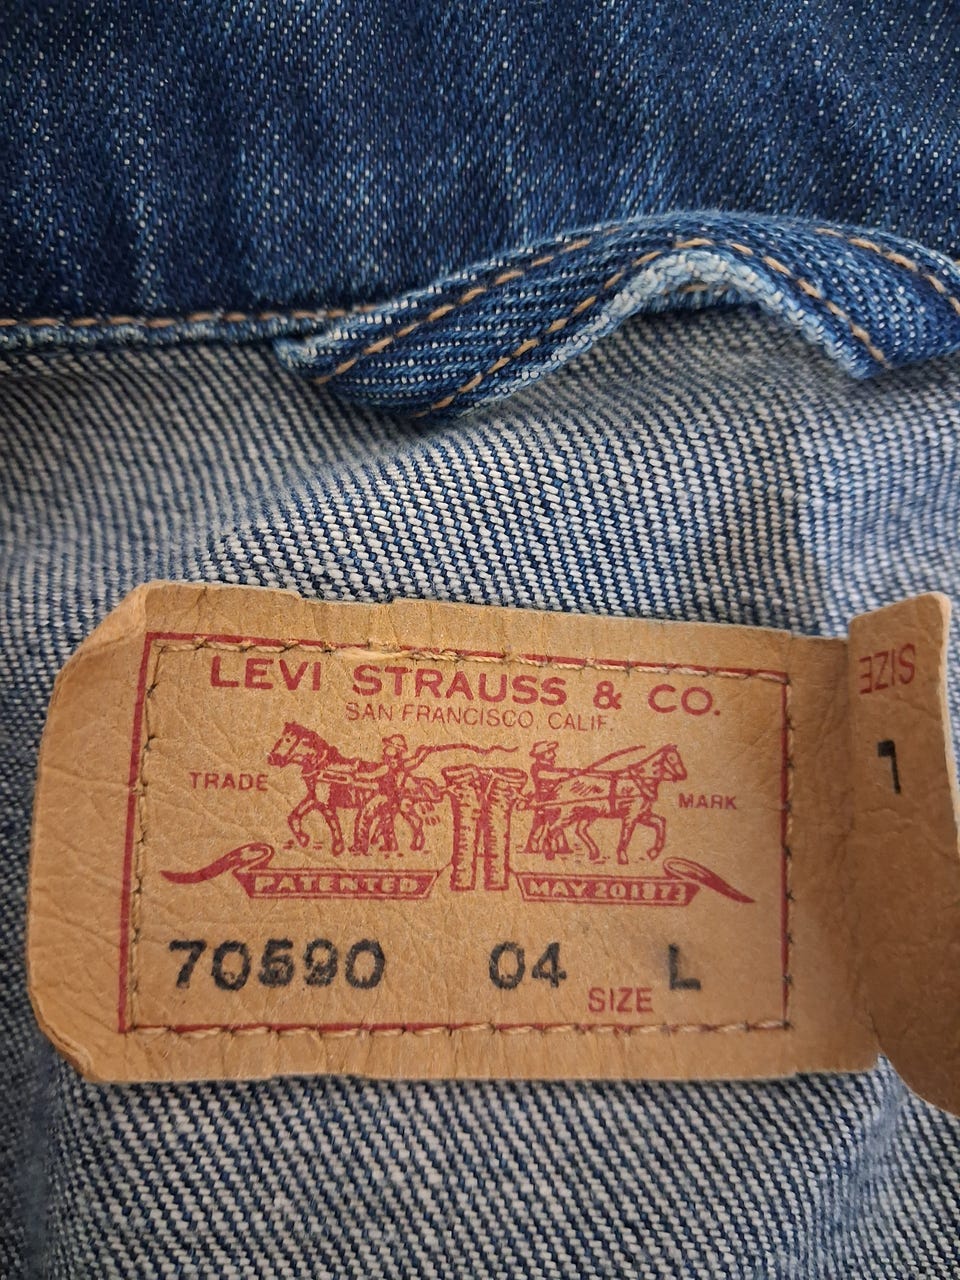 LEVI STRAUSS & CO.
SAN FRANCISCO, CALIF.
TRADE MARK
PATENTED MAY 20 1873
70590 04 L
SIZE
SIZE
L